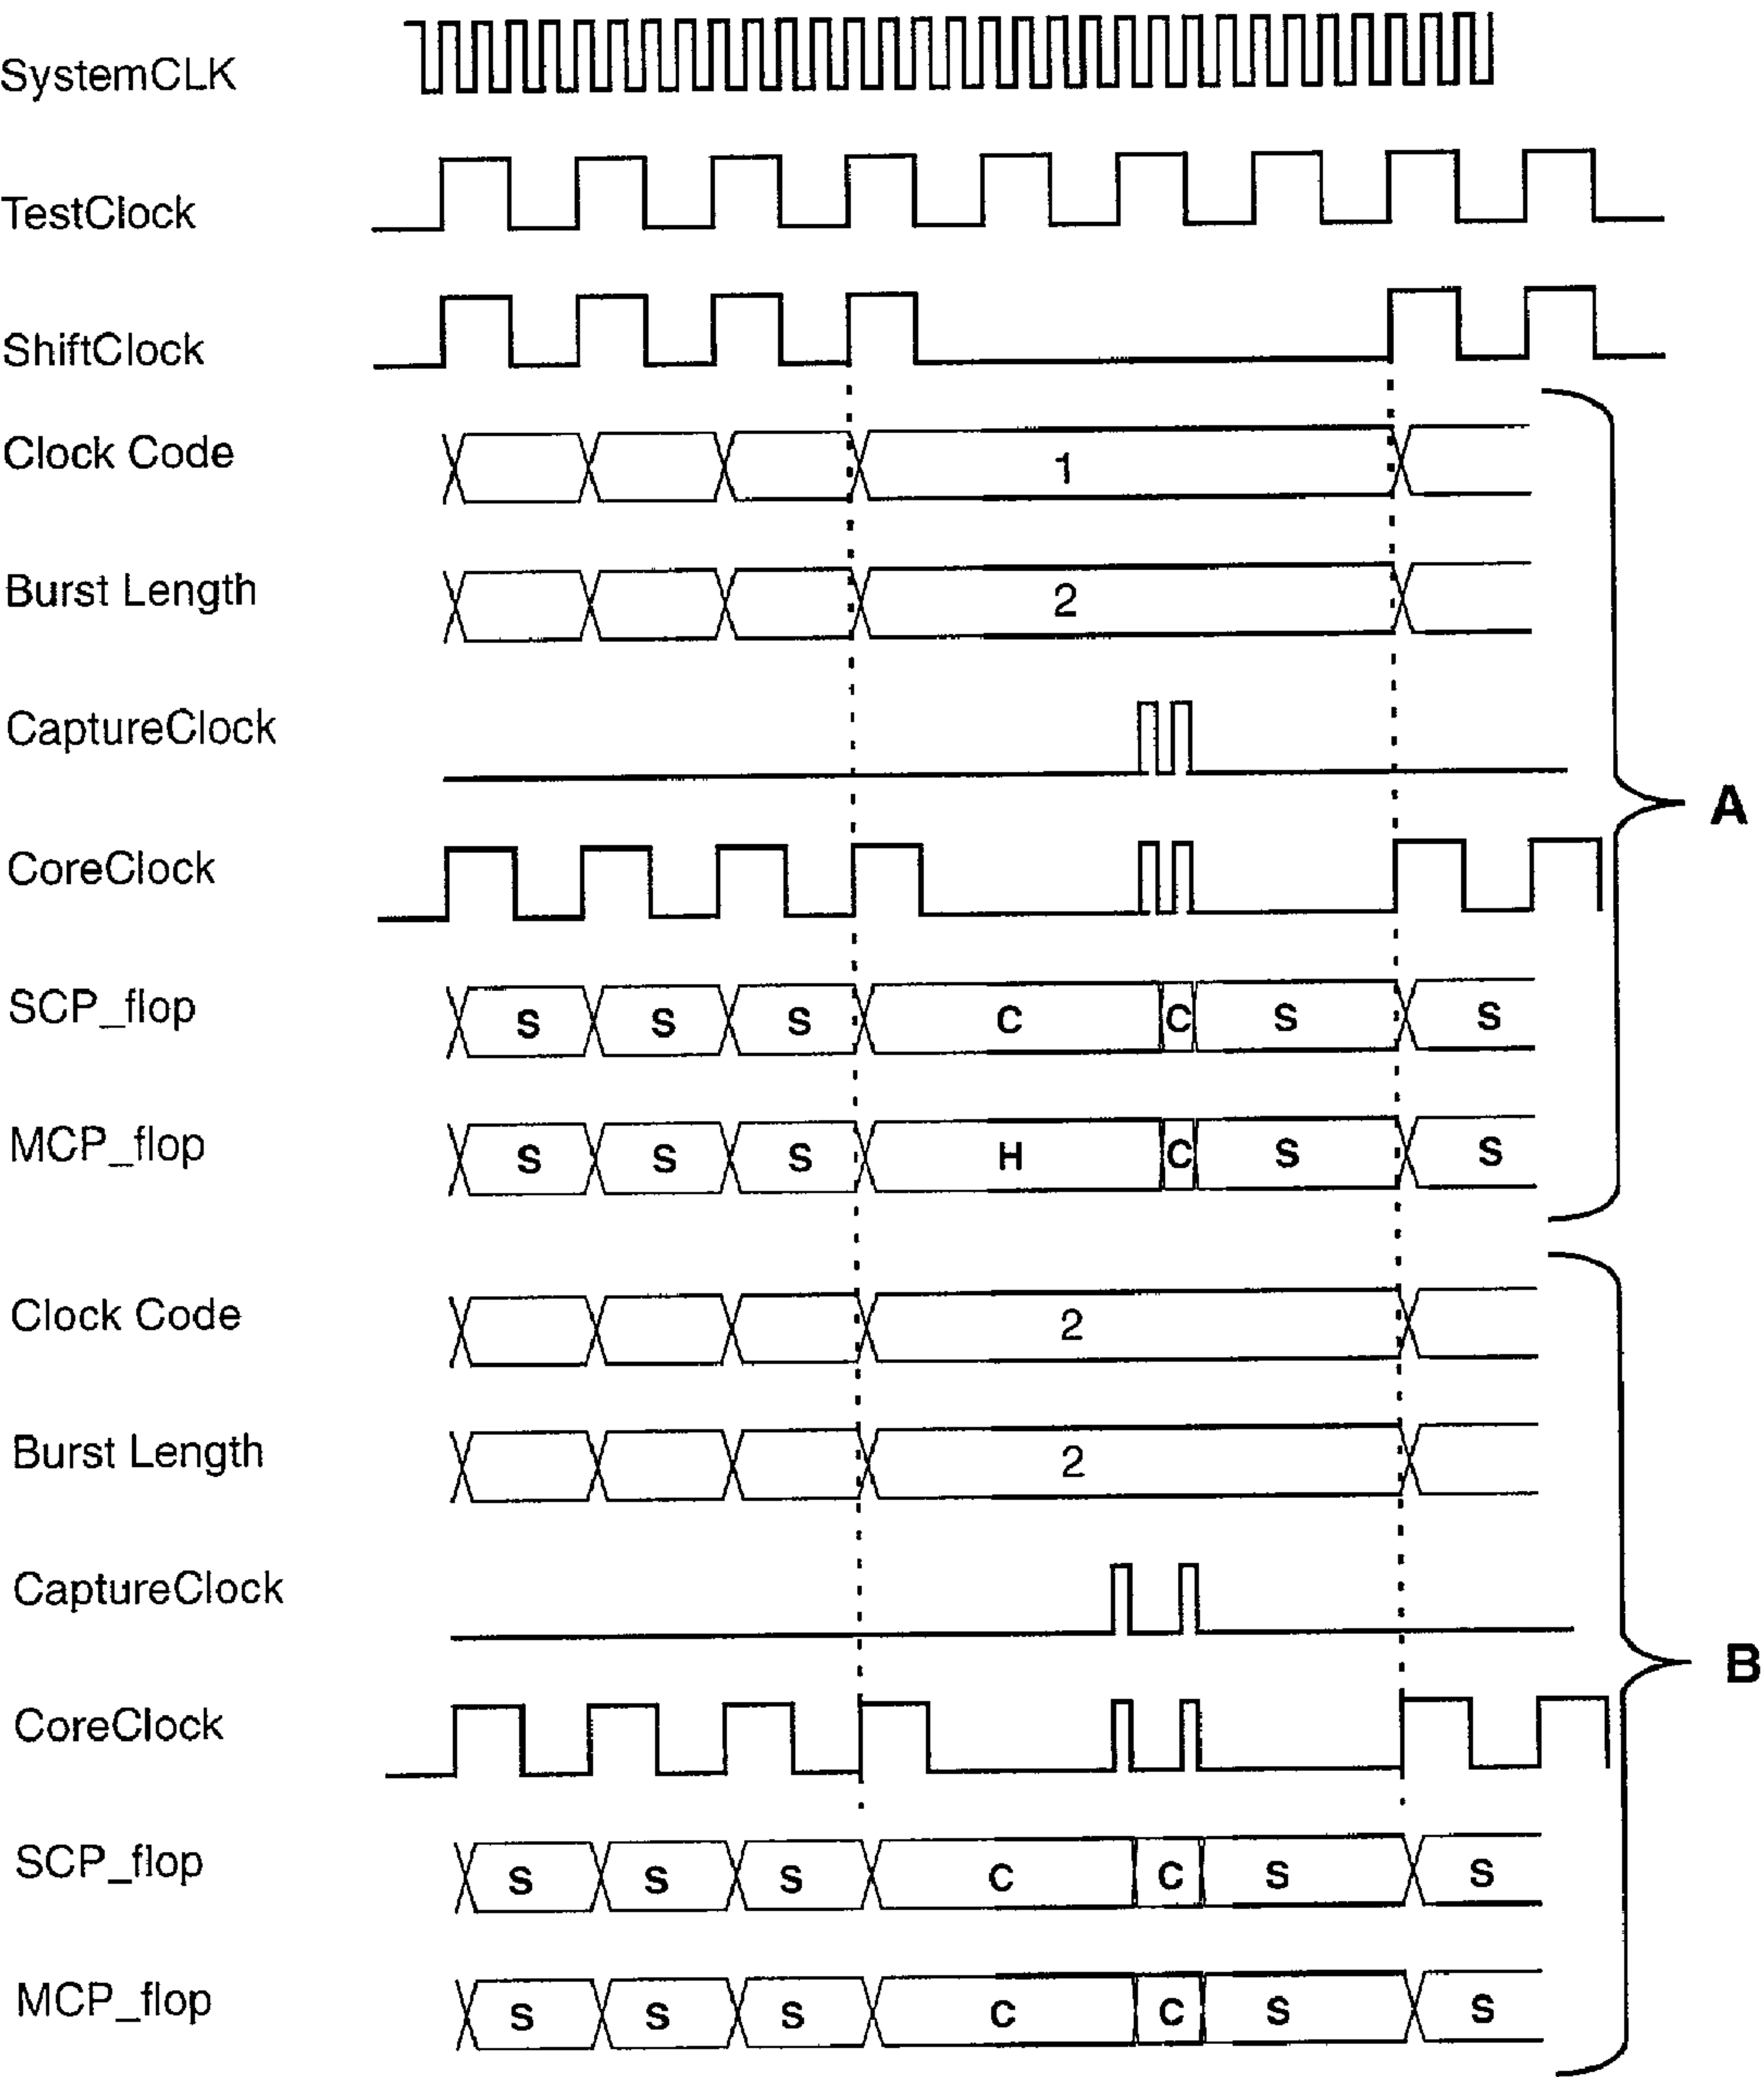 SystemCLK
TestClock
ShiftClock
Clock Code 1
Burst Length 2
CaptureClock
A
CoreClock
SCP_flop S S S C C S S
MCP_flop S S S H C S S
Clock Code 2
Burst Length 2
CaptureClock
B
CoreClock
SCP_flop S S S C C S S
MCP_flop S S S C C S S